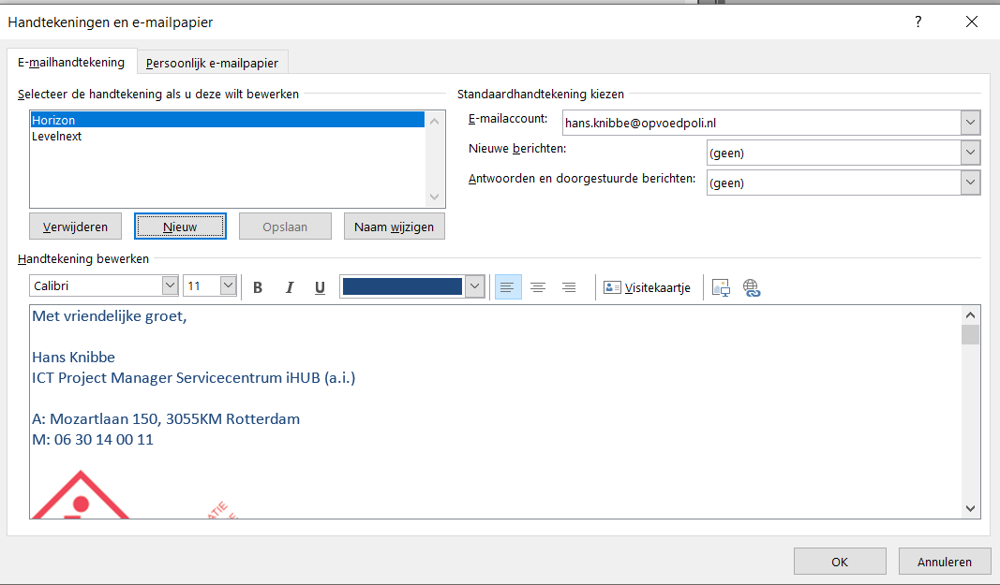 Handtekeningen en e-mailpapier
?
E-mailhandtekening
Persoonlijk e-mailpapier
Selecteer de handtekening als u deze wilt bewerken
Horizon
Levelnext
Verwijderen
Nieuw
Opslaan
Naam wijzigen
Standaardhandtekening kiezen
E-mailaccount:
hans.knibbe@opvoedpoli.nl
Nieuwe berichten:
(geen)
Antwoorden en doorgestuurde berichten:
(geen)
Handtekening bewerken
Calibri
11
B
I
U
Visitekaartje
Met vriendelijke groet,
Hans Knibbe
ICT Project Manager Servicecentrum iHUB (a.i.)
A: Mozartlaan 150, 3055KM Rotterdam
M: 06 30 14 00 11
OK
Annuleren